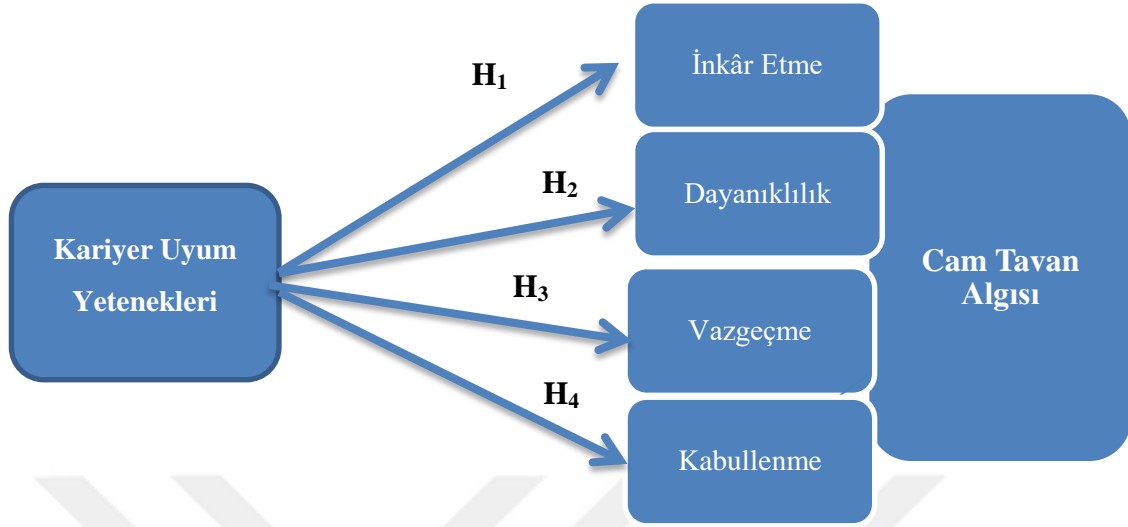 İnkâr Etme
H1
Dayanıklılık
H2
Kariyer Uyum
Yetenekleri
Cam Tavan
Algısı
H3
Vazgeçme
H4
Kabullenme